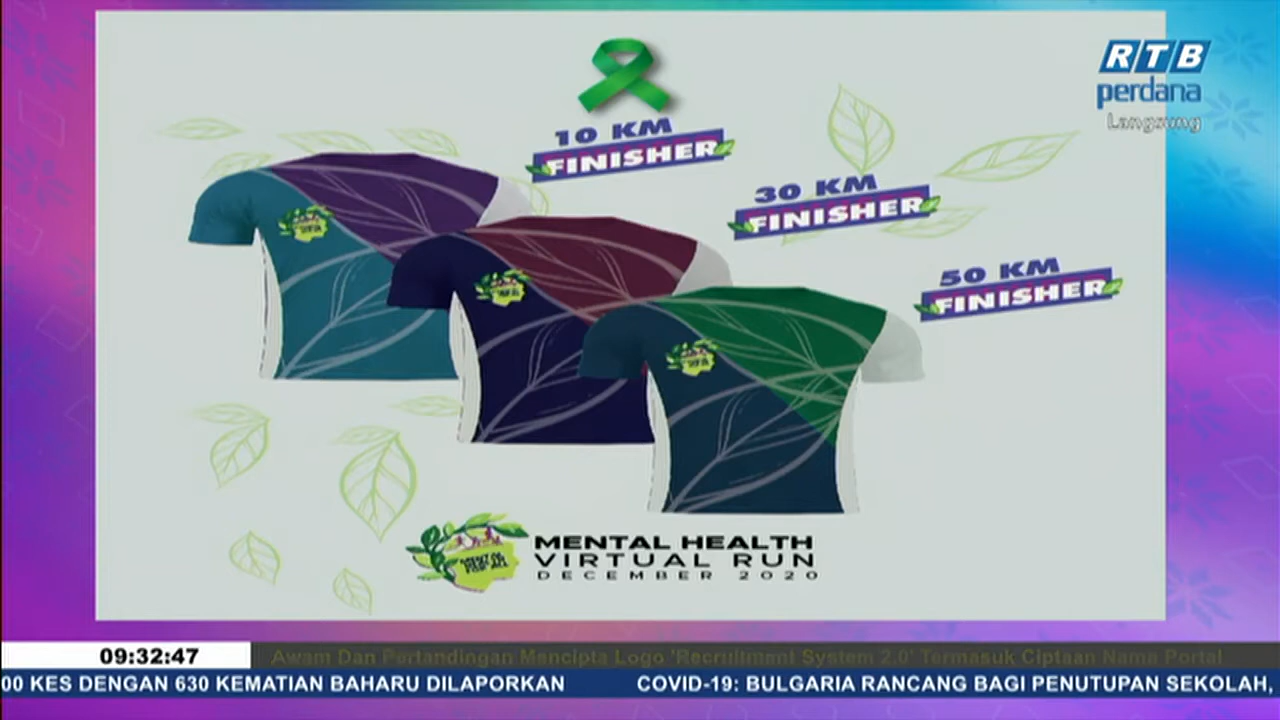 RTB
perdana
Langsung
10 KM
FINISHER
30 KM
FINISHER
50 KM
FINISHER
MENTAL HEALTH
VIRTUAL RUN
DECEMBER 2020
09:32:47
Awam Dan Pertandingan Mencipta Logo 'Recruitment System 2.0' Termasuk Ciptaan Nama Portal
00 KES DENGAN 630 KEMATIAN BAHARU DILAPORKAN
COVID-19: BULGARIA RANCANG BAGI PENUTUPAN SEKOLAH,